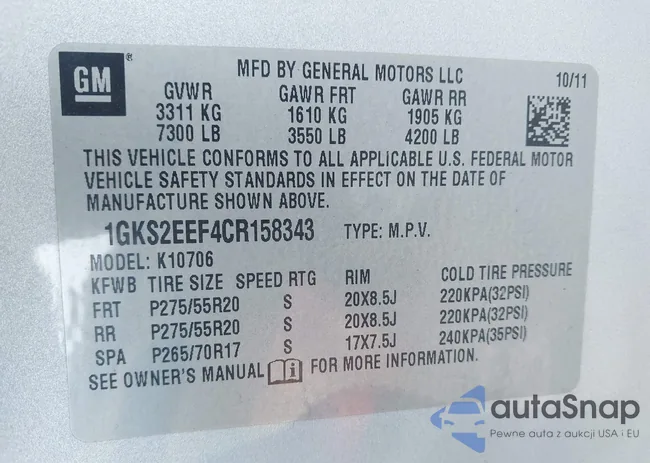 GM®
MFD BY GENERAL MOTORS LLC 10/11
GVWR GAWR FRT GAWR RR
3311 KG 1610 KG 1905 KG
7300 LB 3550 LB 4200 LB
THIS VEHICLE CONFORMS TO ALL APPLICABLE U.S. FEDERAL MOTOR
VEHICLE SAFETY STANDARDS IN EFFECT ON THE DATE OF
MANUFACTURE SHOWN ABOVE.
1GKS2EEF4CR158343 TYPE: M.P.V.
MODEL: K10706
KFWB TIRE SIZE SPEED RTG RIM COLD TIRE PRESSURE
FRT P275/55R20 S 20X8.5J 220KPA(32PSI)
RR P275/55R20 S 20X8.5J 220KPA(32PSI)
SPA P265/70R17 S 17X7.5J 240KPA(35PSI)
SEE OWNER'S MANUAL FOR MORE INFORMATION.
autaSnap
Pewne auta z aukcji USA i EU